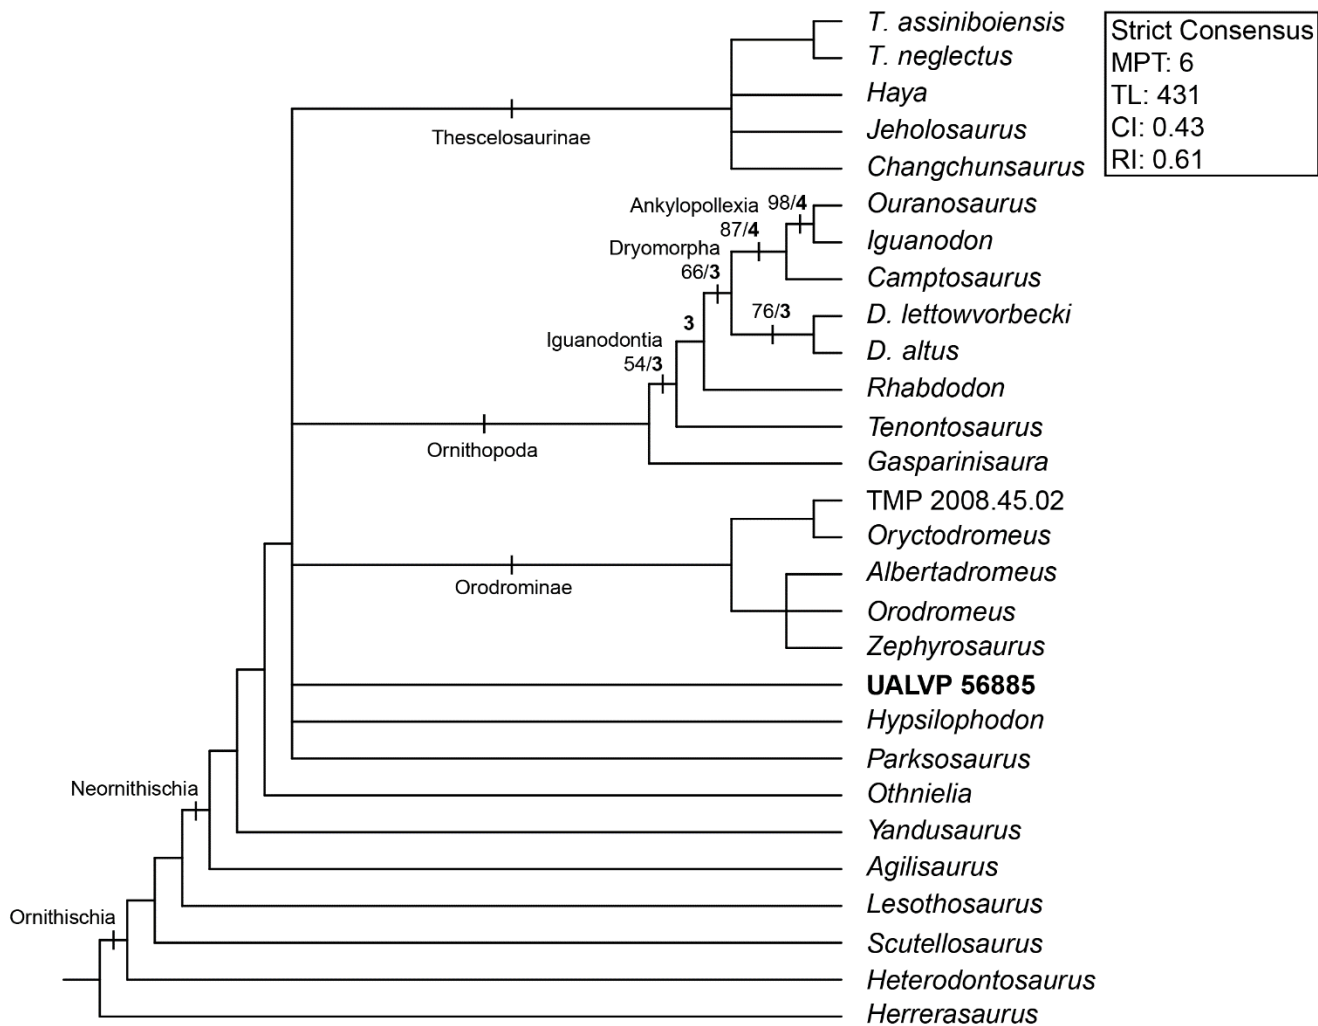 T. assiniboiensis
T. neglectus
Haya
Jeholosaurus
Changchunsaurus
Ouranosaurus
Iguanodon
Camptosaurus
D. lettowvorbecki
D. altus
Rhabdodon
Tenontosaurus
Gasparinisaura
TMP 2008.45.02
Oryctodromeus
Albertadromeus
Orodromeus
Zephyrosaurus
UALVP 56885
Hypsilophodon
Parksosaurus
Othnielia
Yandusaurus
Agilisaurus
Lesothosaurus
Scutellosaurus
Heterodontosaurus
Herrerasaurus
Strict Consensus
MPT: 6
TL: 431
CI: 0.43
RI: 0.61
Thescelosaurinae
98/4
Ankylopollexia
87/4
Dryomorpha
66/3
76/3
3
Iguanodontia
54/3
Ornithopoda
Orodrominae
Neornithischia
Ornithischia